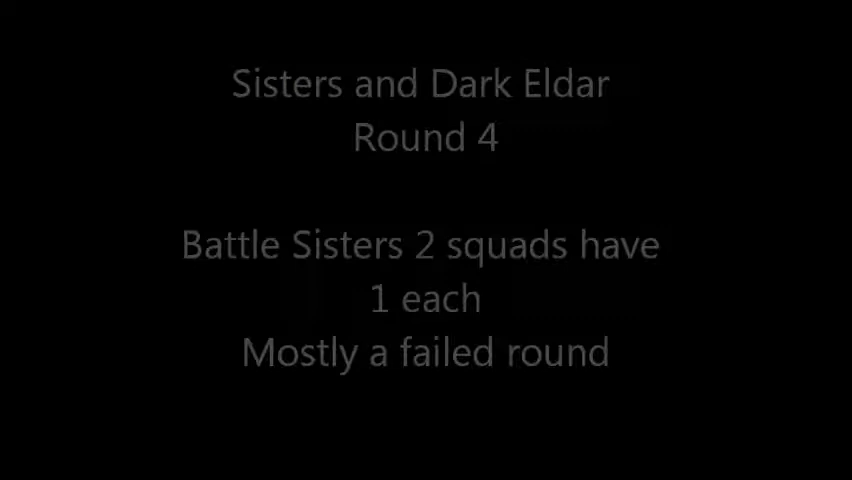 Sisters and Dark Eldar
Round 4
Battle Sisters 2 squads have
1 each
Mostly a failed round